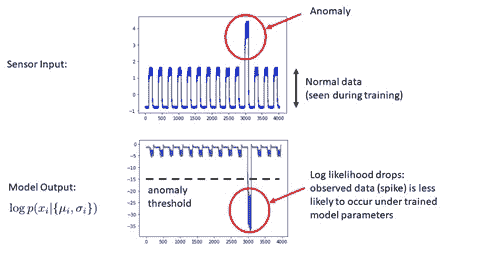 Anomaly
Sensor Input:
4
3
2
1
0
0 500 1000 1500 2000 2500 3000 3500 4000
Normal data
(seen during training)
Model Output:
log p(x_i|{μ_i, σ_i})
0
-5
-10
-15
-20
-25
-30
-35
0 500 1000 1500 2000 2500 3000 3500 4000
anomaly
threshold
Log likelihood drops:
observed data (spike) is less
likely to occur under trained
model parameters